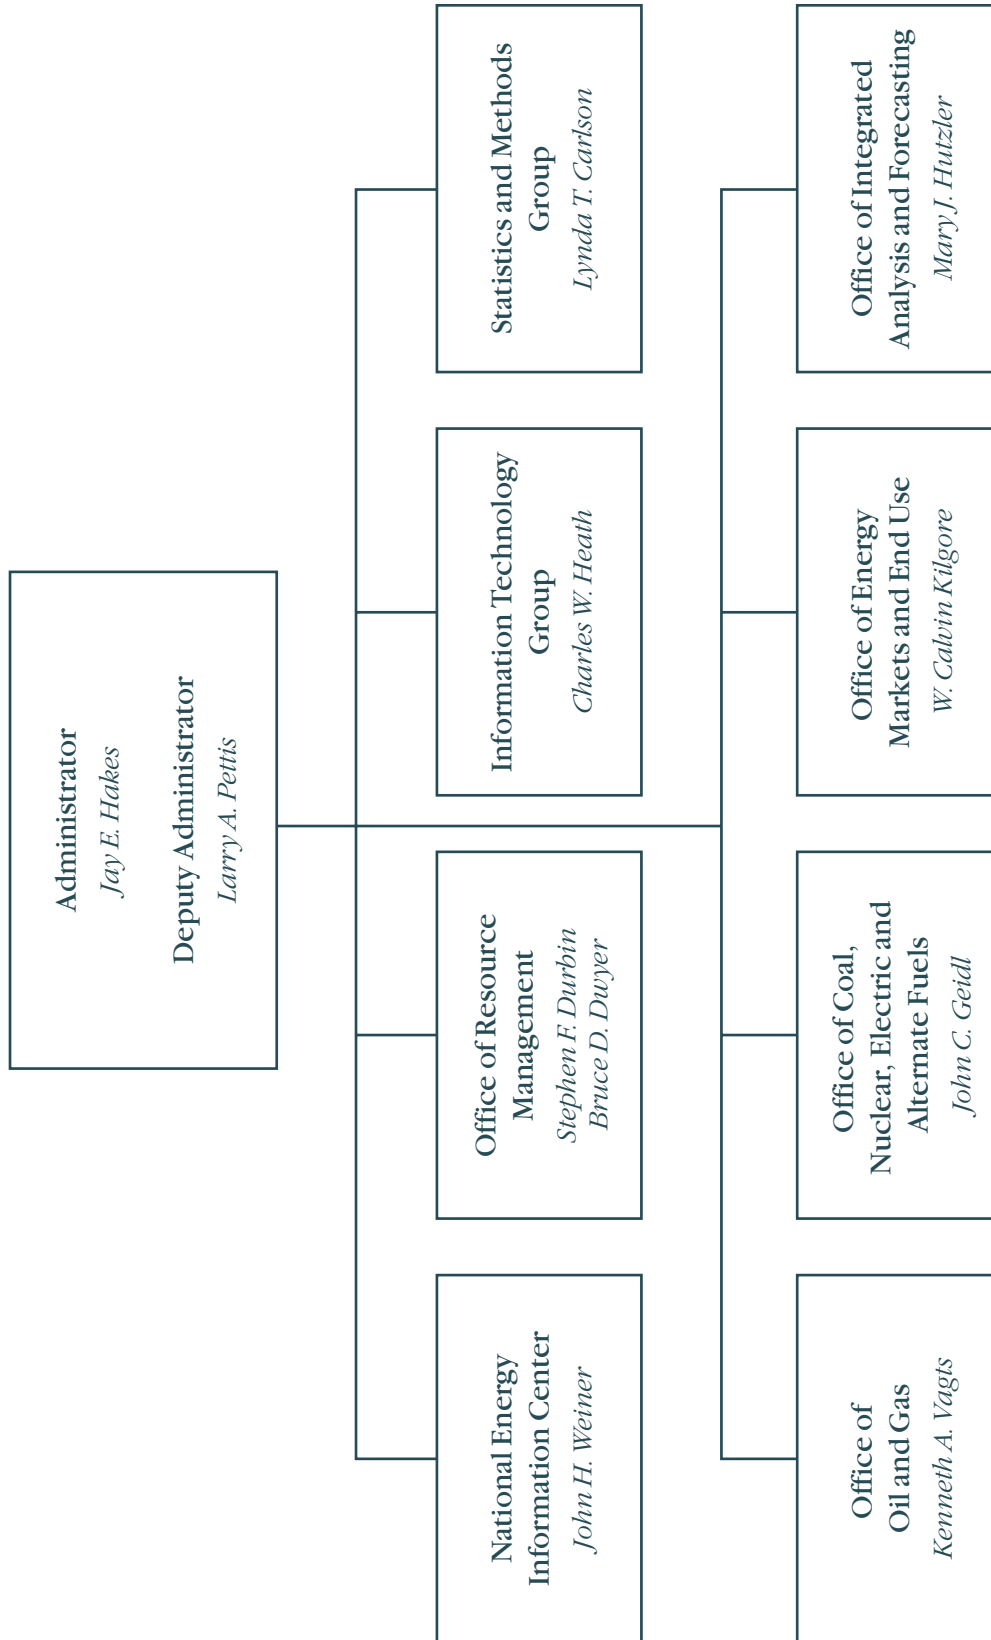 Administrator
Jay E. Hakes
Deputy Administrator
Larry A. Pettis
National Energy
Information Center
John H. Weiner
Office of Resource
Management
Stephen F. Durbin
Bruce D. Dwyer
Information Technology
Group
Charles W. Heath
Statistics and Methods
Group
Lynda T. Carlson
Office of
Oil and Gas
Kenneth A. Vagts
Office of Coal,
Nuclear, Electric and
Alternate Fuels
John C. Geidl
Office of Energy
Markets and End Use
W. Calvin Kilgore
Office of Integrated
Analysis and Forecasting
Mary J. Hutzler